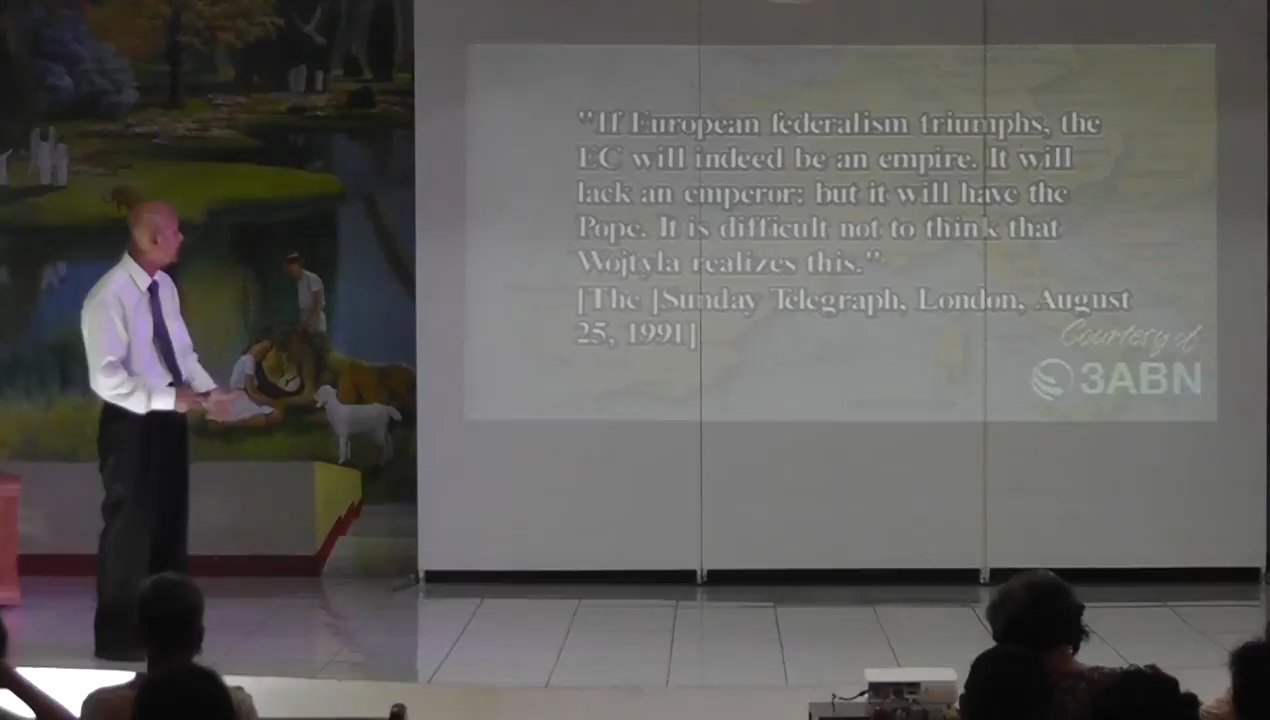 "If European federalism triumphs, the
EC will indeed be an empire. It will
lack an emperor: but it will have the
Pope. It is difficult not to think that
Wojtyla realizes this."
[The ]Sunday Telegraph, London, August
25, 1991]
Courtesy of
3ABN